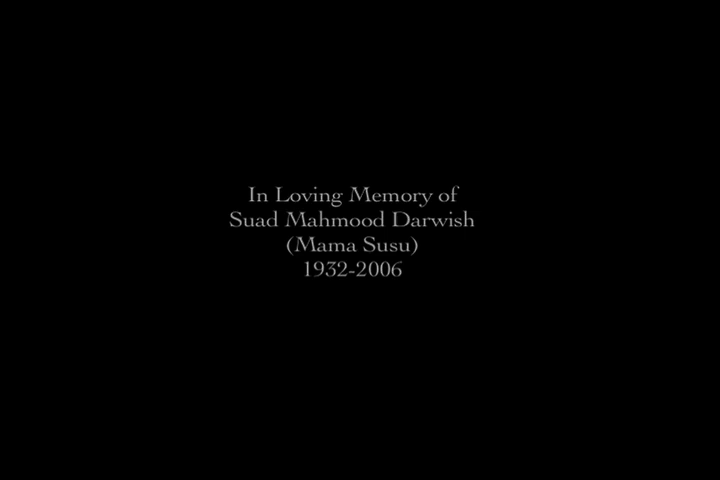 In Loving Memory of
Suad Mahmood Darwish
(Mama Susu)
1932-2006